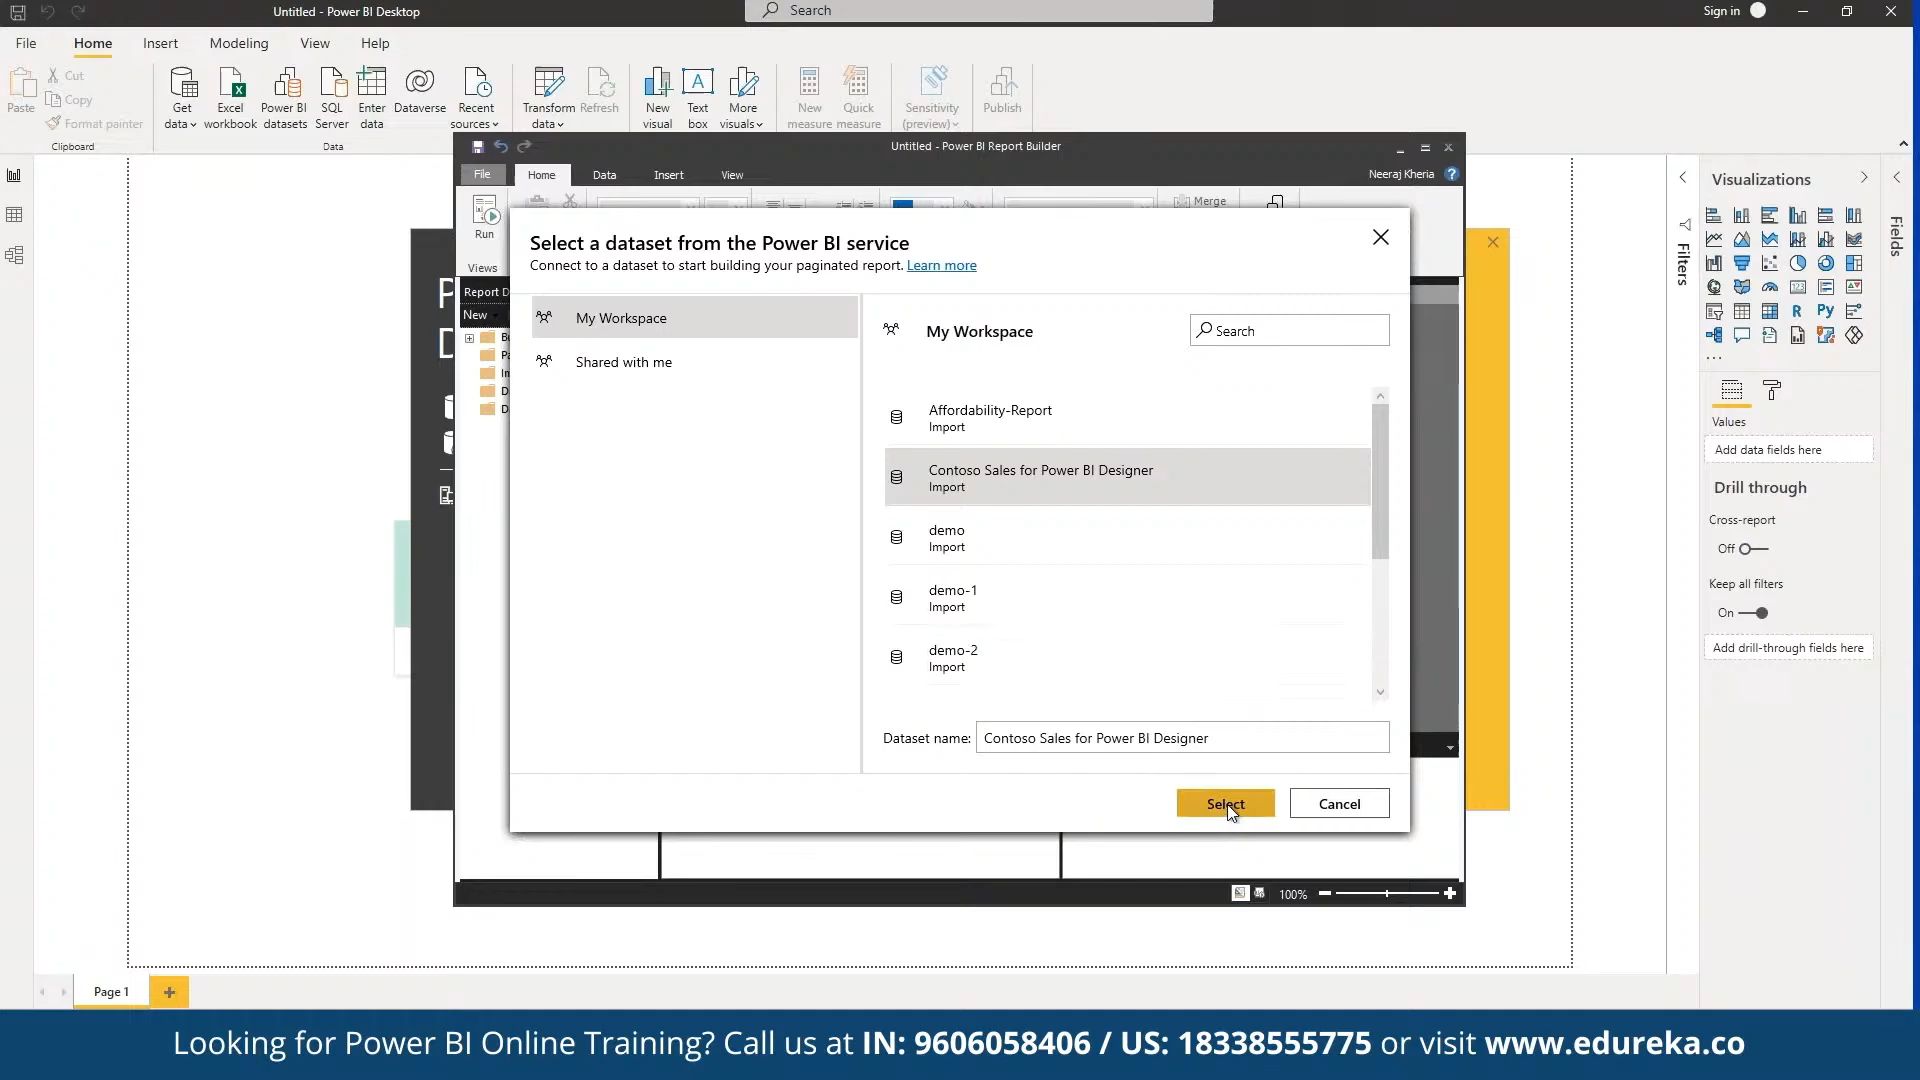 Untitled - Power BI Desktop
Search
Sign in
File
Home
Insert
Modeling
View
Help
Paste
Cut
Copy
Format painter
Clipboard
Get data
Excel workbook
Power BI datasets
SQL Server
Enter data
Dataverse
Recent sources
Data
Transform data
Refresh
New visual
Text box
More visuals
New measure
Quick measure
Sensitivity (preview)
Publish
Untitled - Power BI Report Builder
File
Home
Data
Insert
View
Neeraj Kheria
Run
Views
Merge
Report D
New
Select a dataset from the Power BI service
Connect to a dataset to start building your paginated report. Learn more
My Workspace
Shared with me
My Workspace
Search
Affordability-Report
Import
Contoso Sales for Power BI Designer
Import
demo
Import
demo-1
Import
demo-2
Import
Dataset name: Contoso Sales for Power BI Designer
Select
Cancel
100%
Filters
Visualizations
Fields
R
Py
123
Values
Add data fields here
Drill through
Cross-report
Off
Keep all filters
On
Add drill-through fields here
Page 1
Looking for Power BI Online Training? Call us at IN: 9606058406 / US: 18338555775 or visit www.edureka.co